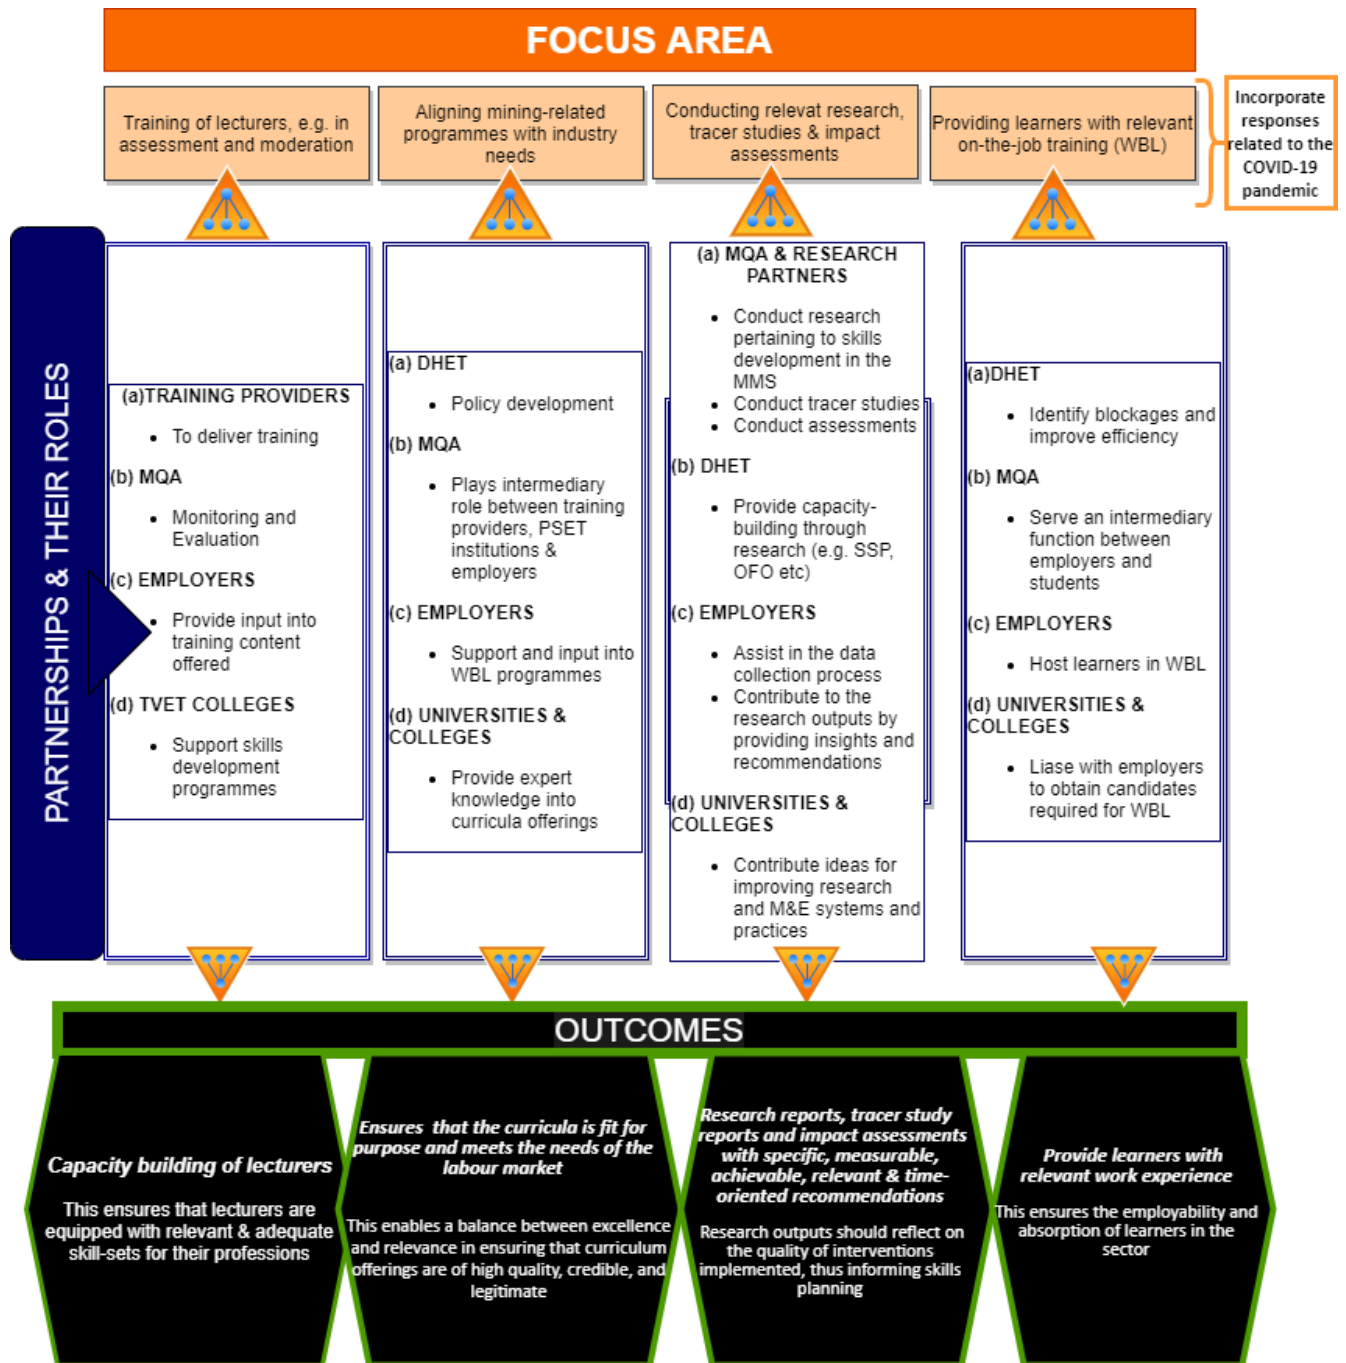 FOCUS AREA
Training of lecturers, e.g. in
assessment and moderation
Aligning mining-related
programmes with industry
needs
Conducting relevat research,
tracer studies & impact
assessments
Providing learners with relevant
on-the-job training (WBL)
Incorporate
responses
related to the
COVID-19
pandemic
PARTNERSHIPS & THEIR ROLES
(a)TRAINING PROVIDERS
• To deliver training
(b) MQA
• Monitoring and
Evaluation
(c) EMPLOYERS
• Provide input into
training content
offered
(d) TVET COLLEGES
• Support skills
development
programmes
(a) DHET
• Policy development
(b) MQA
• Plays intermediary
role between training
providers, PSET
institutions &
employers
(c) EMPLOYERS
• Support and input into
WBL programmes
(d) UNIVERSITIES &
COLLEGES
• Provide expert
knowledge into
curricula offerings
(a) MQA & RESEARCH
PARTNERS
• Conduct research
pertaining to skills
development in the
MMS
• Conduct tracer studies
• Conduct assessments
(b) DHET
• Provide capacity-
building through
research (e.g. SSP,
OFO etc)
(c) EMPLOYERS
• Assist in the data
collection process
• Contribute to the
research outputs by
providing insights and
recommendations
(d) UNIVERSITIES &
COLLEGES
• Contribute ideas for
improving research
and M&E systems and
practices
(a)DHET
• Identify blockages and
improve efficiency
(b) MQA
• Serve an intermediary
function between
employers and
students
(c) EMPLOYERS
• Host learners in WBL
(d) UNIVERSITIES &
COLLEGES
• Liase with employers
to obtain candidates
required for WBL
OUTCOMES
Capacity building of lecturers
This ensures that lecturers are
equipped with relevant & adequate
skill-sets for their professions
Ensures that the curricula is fit for
purpose and meets the needs of the
labour market
This enables a balance between excellence
and relevance in ensuring that curriculum
offerings are of high quality, credible, and
legitimate
Research reports, tracer study
reports and impact assessments
with specific, measurable,
achievable, relevant & time-
oriented recommendations
Research outputs should reflect on
the quality of interventions
implemented, thus informing skills
planning
Provide learners with
relevant work experience
This ensures the employability and
absorption of learners in the
sector